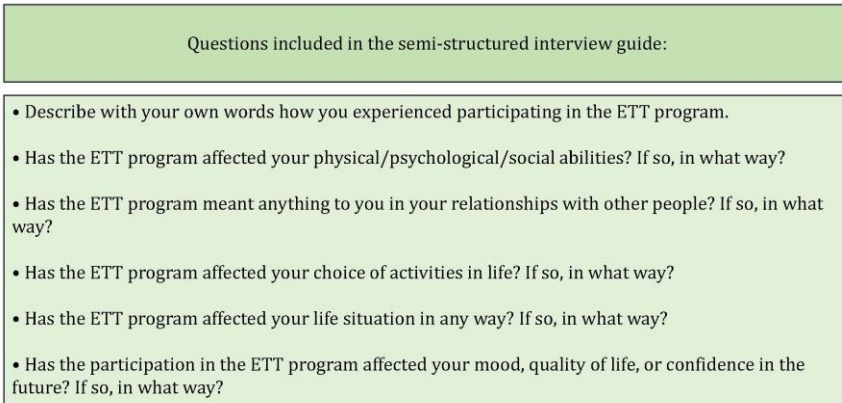 Questions included in the semi-structured interview guide:
• Describe with your own words how you experienced participating in the ETT program.
• Has the ETT program affected your physical/psychological/social abilities? If so, in what way?
• Has the ETT program meant anything to you in your relationships with other people? If so, in what
way?
• Has the ETT program affected your choice of activities in life? If so, in what way?
• Has the ETT program affected your life situation in any way? If so, in what way?
• Has the participation in the ETT program affected your mood, quality of life, or confidence in the
future? If so, in what way?